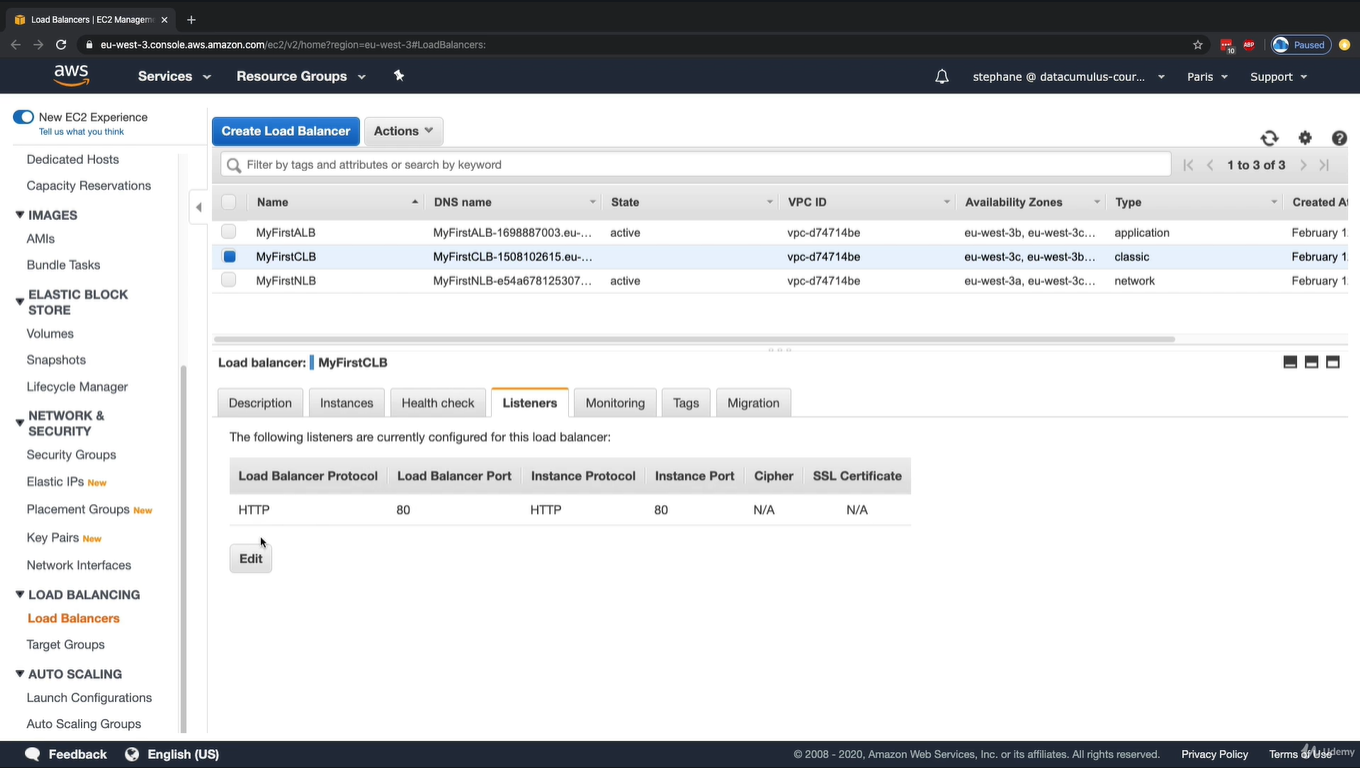 Load Balancers | EC2 Managem
eu-west-3.console.aws.amazon.com/ec2/v2/home?region=eu-west-3#LoadBalancers:
10
ABP
Paused
aws
Services
Resource Groups
stephane @ datacumulus-cour...
Paris
Support
New EC2 Experience
Tell us what you think
Dedicated Hosts
Capacity Reservations
IMAGES
AMIs
Bundle Tasks
ELASTIC BLOCK
STORE
Volumes
Snapshots
Lifecycle Manager
NETWORK &
SECURITY
Security Groups
Elastic IPs New
Placement Groups New
Key Pairs New
Network Interfaces
LOAD BALANCING
Load Balancers
Target Groups
AUTO SCALING
Launch Configurations
Auto Scaling Groups
Create Load Balancer
Actions
Filter by tags and attributes or search by keyword
1 to 3 of 3
Name DNS name State VPC ID Availability Zones Type Created At
MyFirstALB MyFirstALB-1698887003.eu-... active vpc-d74714be eu-west-3b, eu-west-3c... application February 1
MyFirstCLB MyFirstCLB-1508102615.eu-... vpc-d74714be eu-west-3c, eu-west-3b... classic February 1
MyFirstNLB MyFirstNLB-e54a678125307... active vpc-d74714be eu-west-3a, eu-west-3c... network February 1
Load balancer: MyFirstCLB
Description Instances Health check Listeners Monitoring Tags Migration
The following listeners are currently configured for this load balancer:
Load Balancer Protocol Load Balancer Port Instance Protocol Instance Port Cipher SSL Certificate
HTTP 80 HTTP 80 N/A N/A
Edit
Feedback
English (US)
© 2008 - 2020, Amazon Web Services, Inc. or its affiliates. All rights reserved.
Privacy Policy
Terms of Use
Udemy